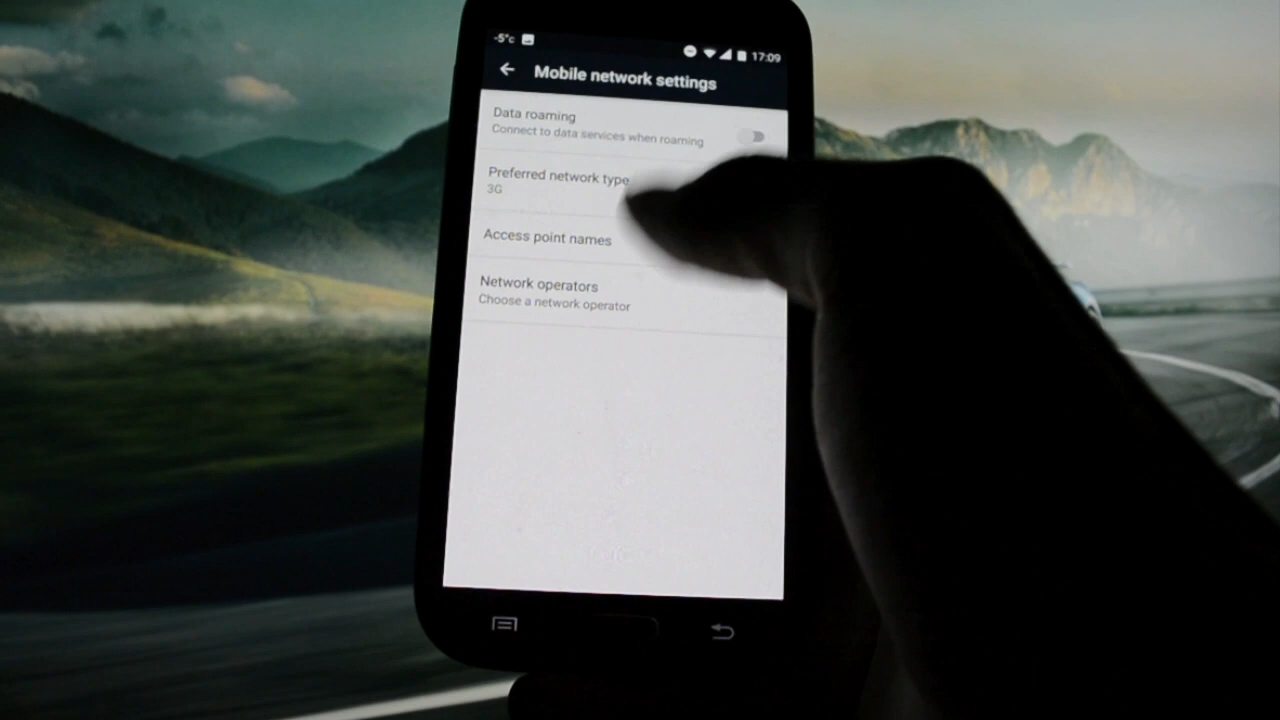 -5°c
17:09
Mobile network settings
Data roaming
Connect to data services when roaming
Preferred network type
3G
Access point names
Network operators
Choose a network operator